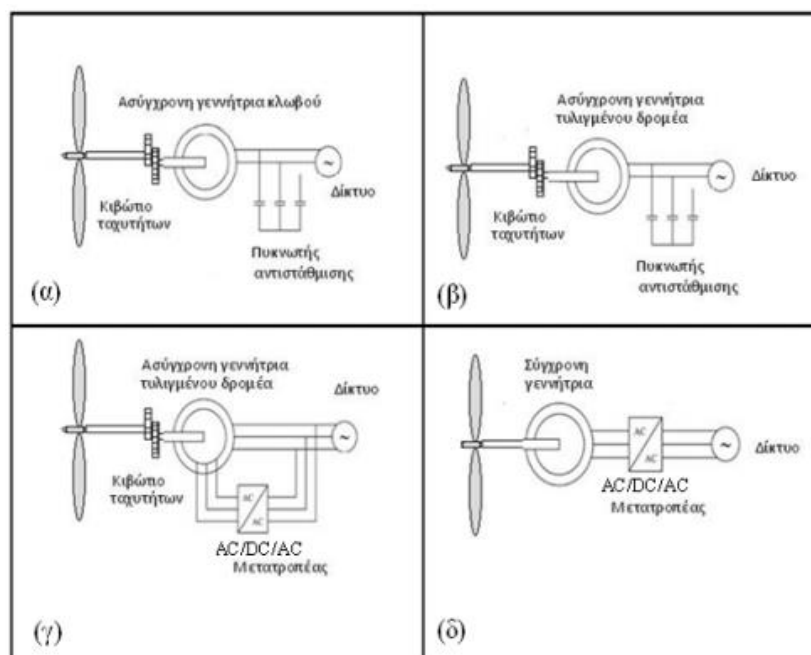 Ασύγχρονη γεννήτρια κλωβού
~
Δίκτυο
Κιβώτιο
ταχυτήτων
Πυκνωτής
αντιστάθμισης
(α)
Ασύγχρονη γεννήτρια
τυλιγμένου δρομέα
~
Δίκτυο
Κιβώτιο
ταχυτήτων
Πυκνωτής
αντιστάθμισης
(β)
Ασύγχρονη γεννήτρια
τυλιγμένου δρομέα
Δίκτυο
~
Κιβώτιο
ταχυτήτων
AC
AC
AC/DC/AC
Μετατροπέας
(γ)
Σύγχρονη
γεννήτρια
AC
AC
~
Δίκτυο
AC/DC/AC
Μετατροπέας
(δ)